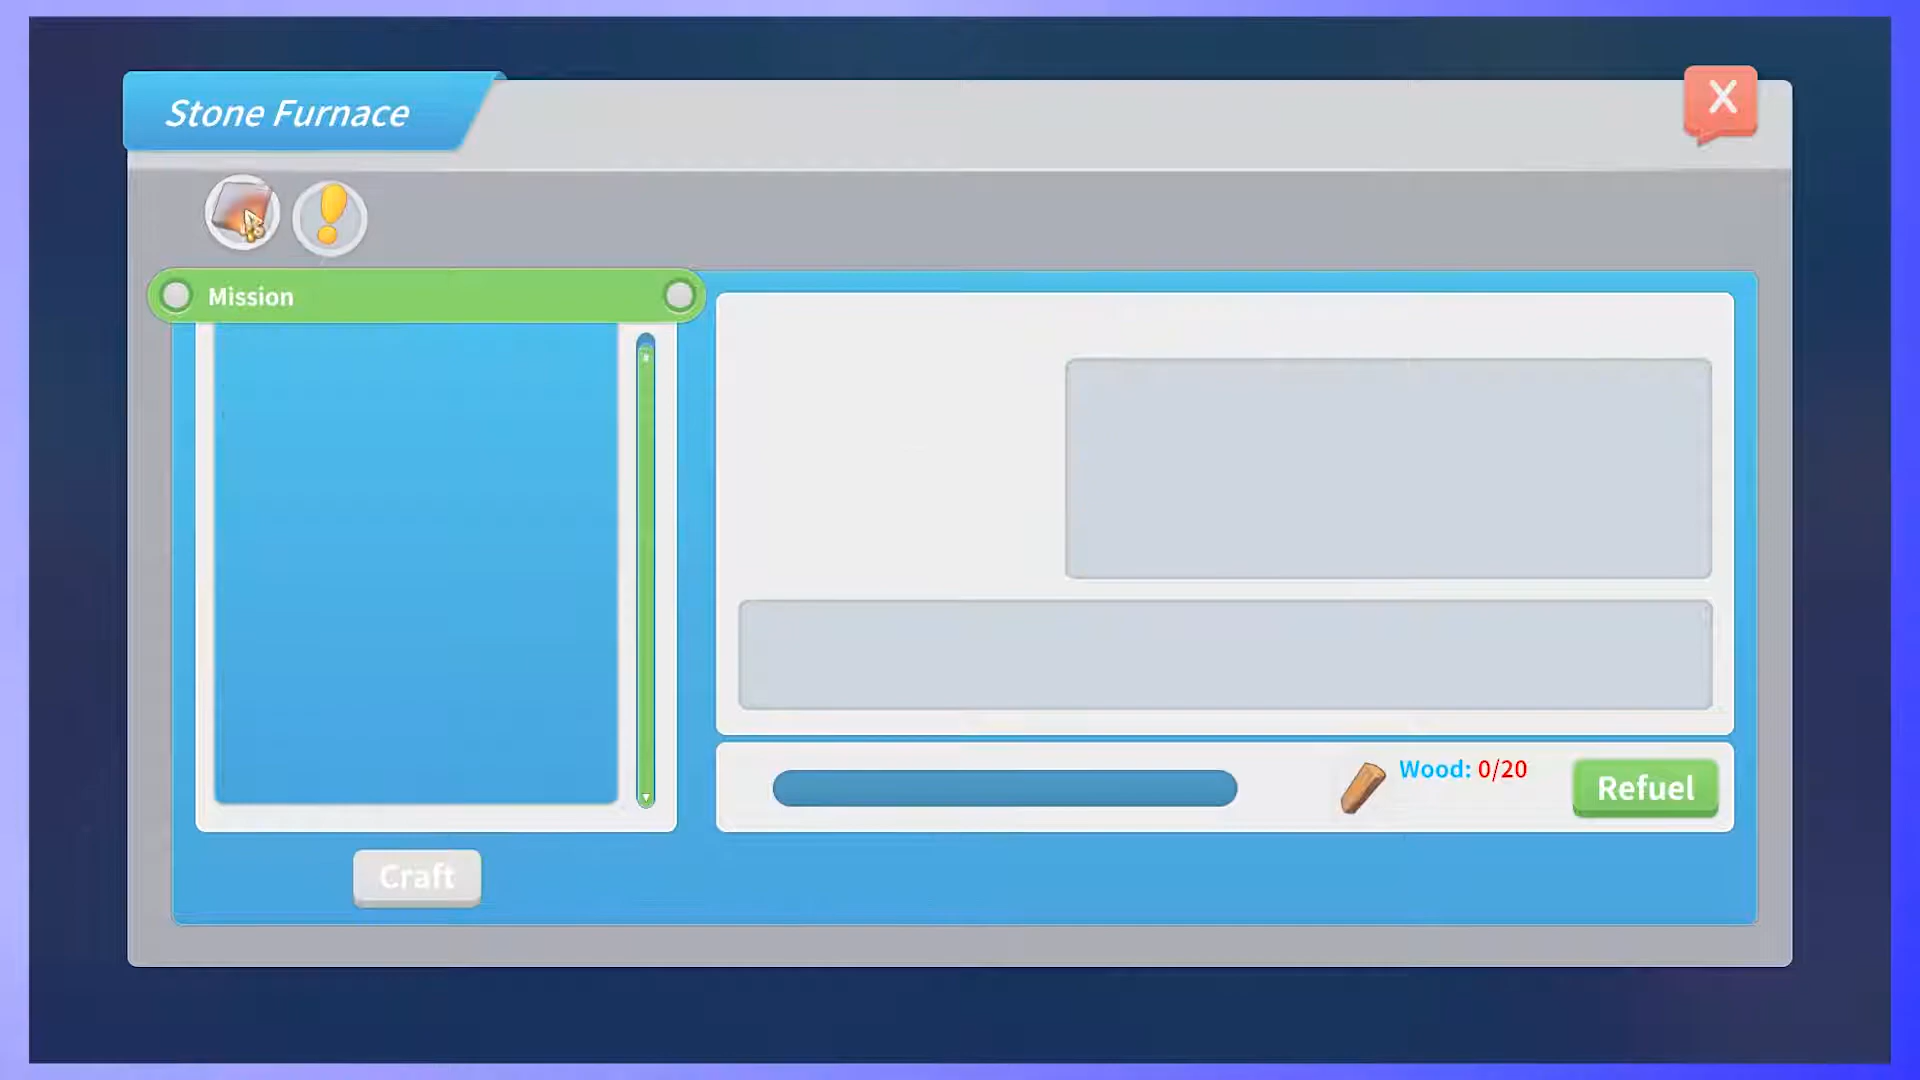 Stone Furnace
X
Mission
Wood: 0/20
Refuel
Craft